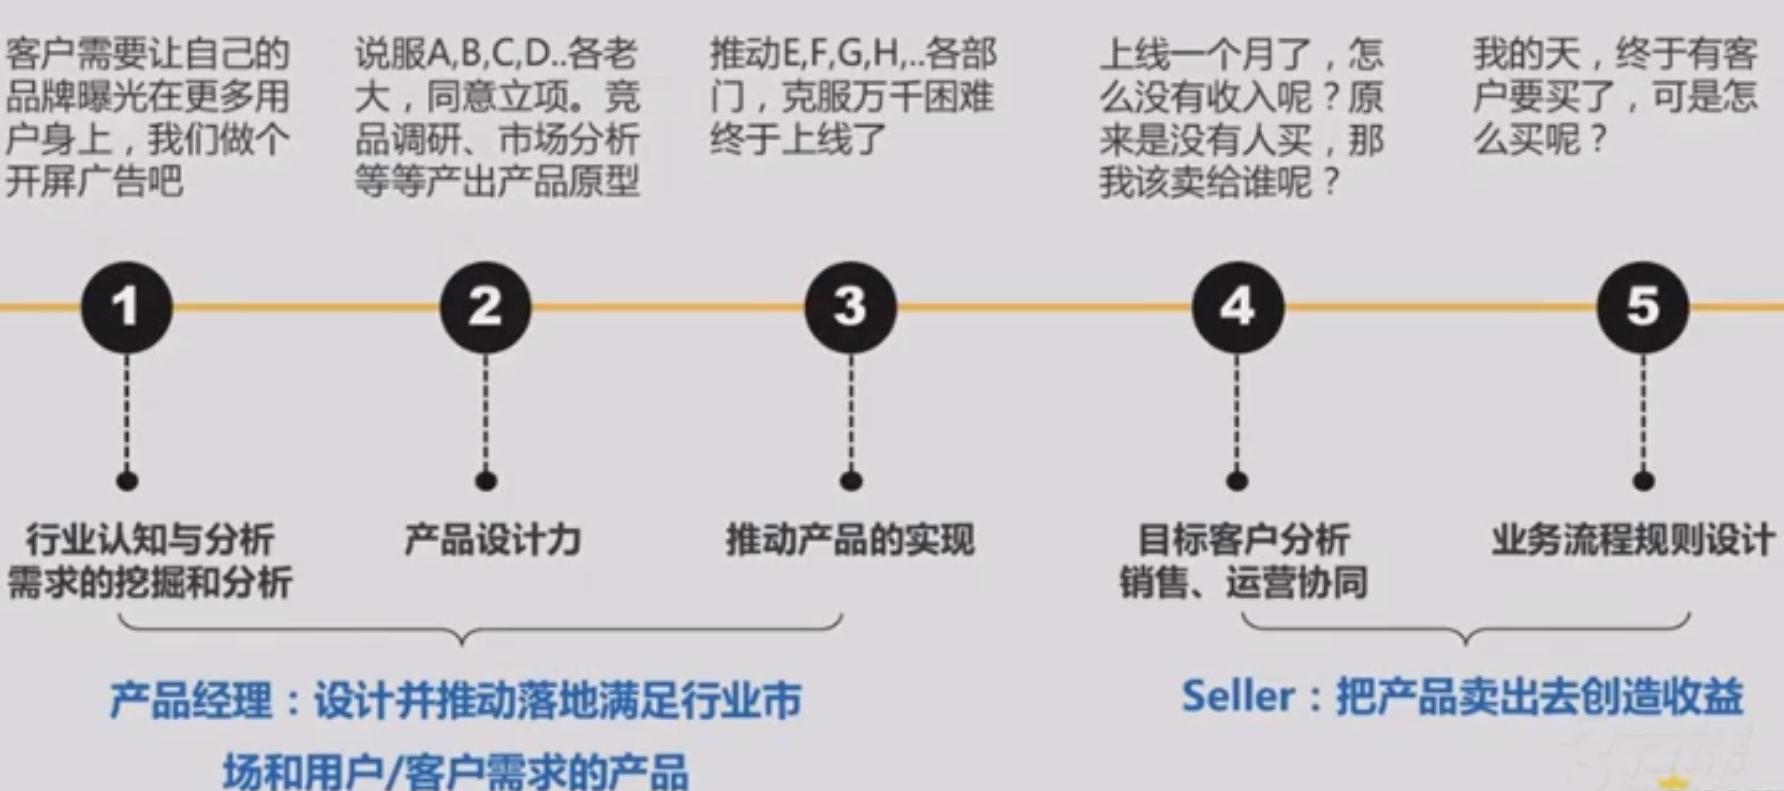 客户需要让自己的
品牌曝光在更多用
户身上，我们做个
开屏广告吧
说服A,B,C,D..各老
大，同意立项。竞
品调研、市场分析
等等产出产品原型
推动E,F,G,H,..各部
门，克服万千困难
终于上线了
上线一个月了，怎
么没有收入呢？原
来是没有人买，那
我该卖给谁呢？
我的天，终于有客
户要买了，可是怎
么买呢？
1
2
3
4
5
行业认知与分析
需求的挖掘和分析
产品设计力
推动产品的实现
目标客户分析
销售、运营协同
业务流程规则设计
产品经理：设计并推动落地满足行业市
场和用户/客户需求的产品
Seller：把产品卖出去创造收益